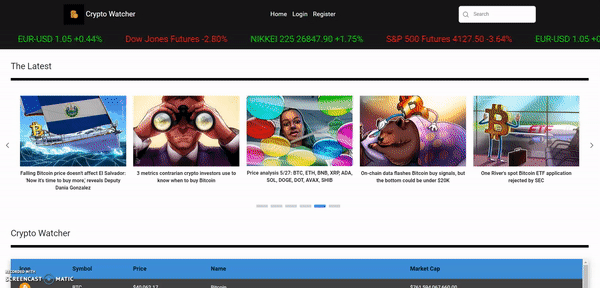 Crypto Watcher
Home Login Register
Search
EUR-USD 1.05 +0.44% Dow Jones Futures -2.80% NIKKEI 225 26847.90 +1.75% S&P 500 Futures 4127.50 -3.64% EUR-USD 1.0
The Latest
Falling Bitcoin price doesn't affect El Salvador: 'Now it's time to buy more,' reveals Deputy Dania Gonzalez
3 metrics contrarian crypto investors use to know when to buy Bitcoin
Price analysis 5/27: BTC, ETH, BNB, XRP, ADA, SOL, DOGE, DOT, AVAX, SHIB
On-chain data flashes Bitcoin buy signals, but the bottom could be under $20K
One River's spot Bitcoin ETF application rejected by SEC
Crypto Watcher
Symbol Price Name Market Cap
BTC Bitcoin
RECORDED WITH
SCREENCAST MATIC